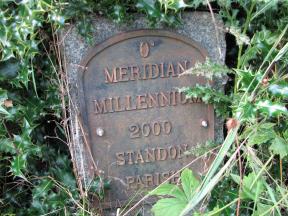 0
MERIDIAN
MILLENNIUM
2000
STANDON
PARISH